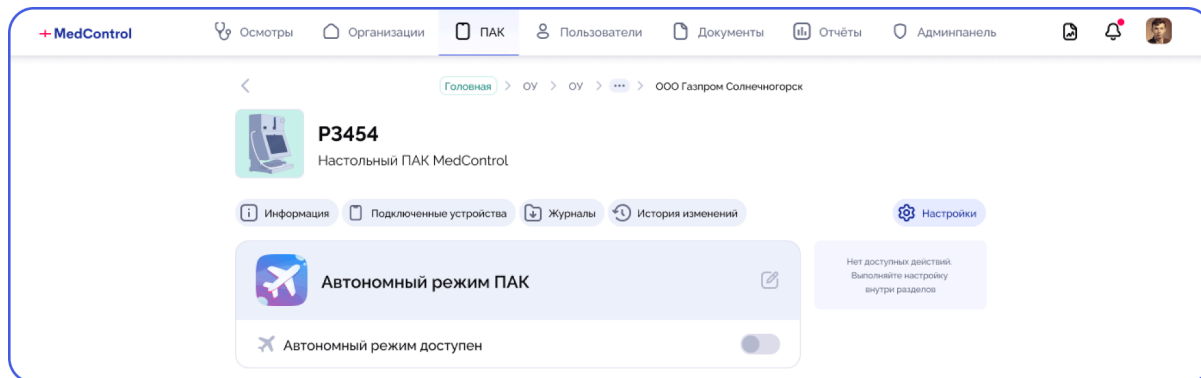 MedControl
Осмотры
Организации
ПАК
Пользователи
Документы
Отчёты
Админпанель
Головная > ОУ > ОУ > ··· > ООО Газпром Солнечногорск
P3454
Настольный ПАК MedControl
Информация
Подключенные устройства
Журналы
История изменений
Настройки
Автономный режим ПАК
Нет доступных действий.
Выполняйте настройку
внутри разделов
Автономный режим доступен